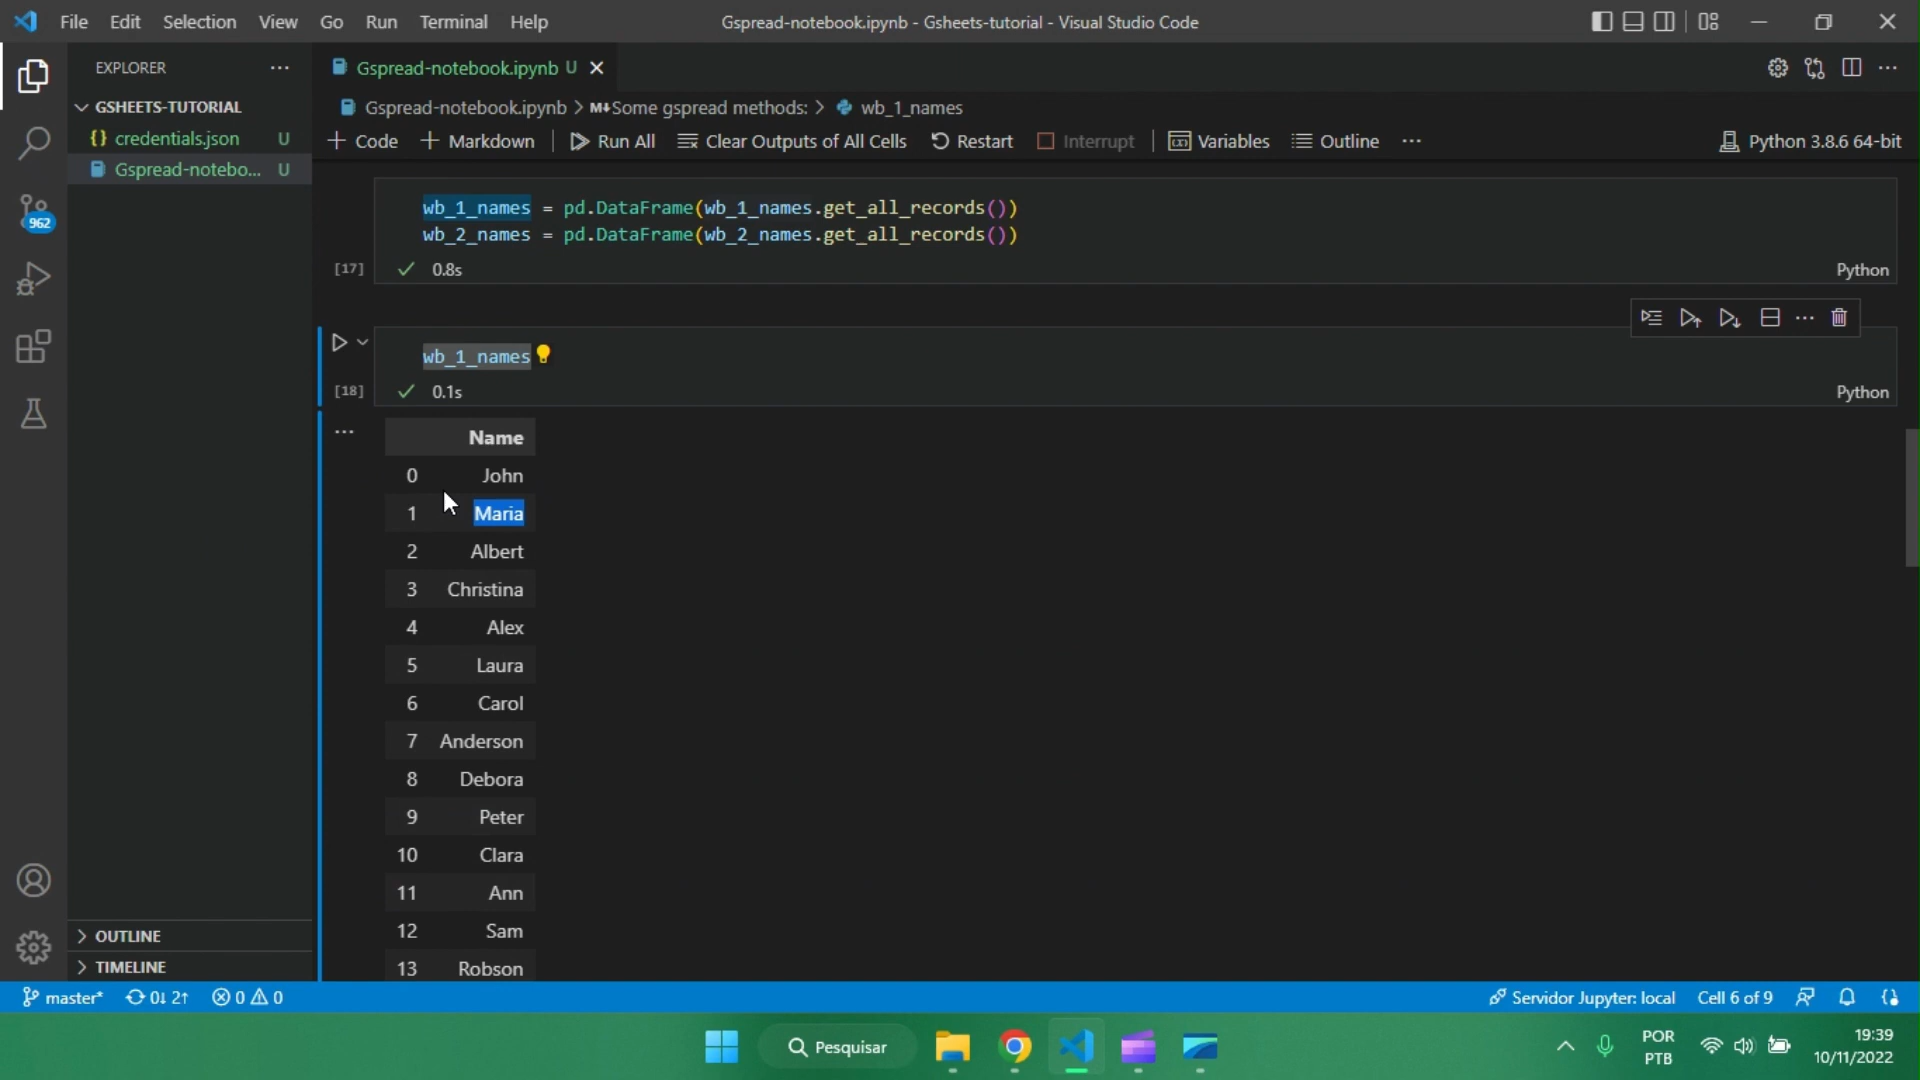 File Edit Selection View Go Run Terminal Help
Gspread-notebook.ipynb - Gsheets-tutorial - Visual Studio Code
EXPLORER
Gspread-notebook.ipynb U
GSHEETS-TUTORIAL
Gspread-notebook.ipynb > M↓Some gspread methods: > wb_1_names
{} credentials.json U
Code Markdown Run All Clear Outputs of All Cells Restart Interrupt Variables Outline Python 3.8.6 64-bit
Gspread-notebo... U
wb_1_names = pd.DataFrame(wb_1_names.get_all_records())
962
wb_2_names = pd.DataFrame(wb_2_names.get_all_records())
[17] 0.8s Python
wb_1_names
[18] 0.1s Python
Name
0 John
1 Maria
2 Albert
3 Christina
4 Alex
5 Laura
6 Carol
7 Anderson
8 Debora
9 Peter
10 Clara
11 Ann
12 Sam
13 Robson
OUTLINE
TIMELINE
master* 0↓ 2↑ 0 0 Servidor Jupyter: local Cell 6 of 9
Pesquisar
POR
PTB
19:39
10/11/2022